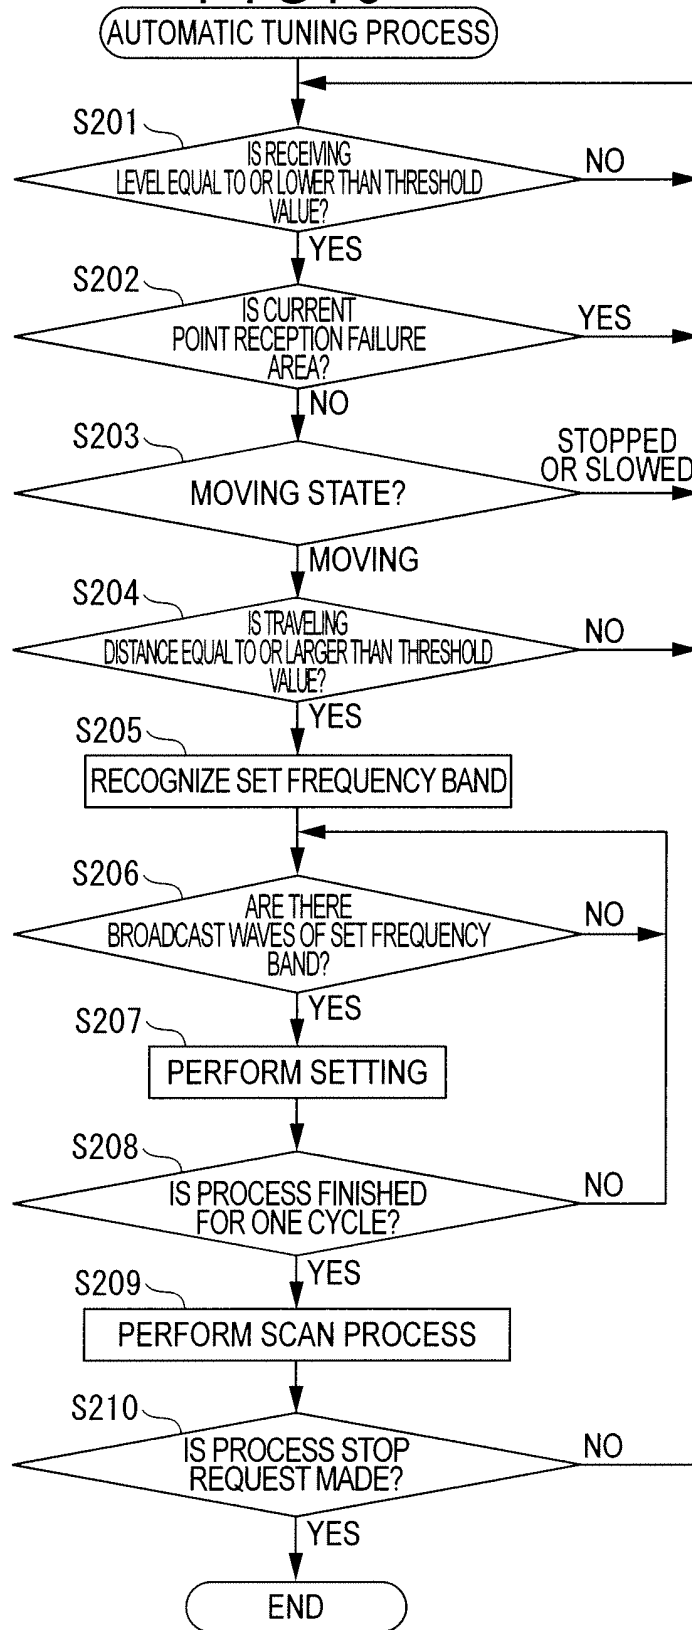 AUTOMATIC TUNING PROCESS
S201
IS RECEIVING
LEVEL EQUAL TO OR LOWER THAN THRESHOLD
VALUE?
NO
YES
S202
IS CURRENT
POINT RECEPTION FAILURE
AREA?
YES
NO
S203
MOVING STATE?
STOPPED
OR SLOWED
MOVING
S204
IS TRAVELING
DISTANCE EQUAL TO OR LARGER THAN THRESHOLD
VALUE?
NO
YES
S205
RECOGNIZE SET FREQUENCY BAND
S206
ARE THERE
BROADCAST WAVES OF SET FREQUENCY
BAND?
NO
YES
S207
PERFORM SETTING
S208
IS PROCESS FINISHED
FOR ONE CYCLE?
NO
YES
S209
PERFORM SCAN PROCESS
S210
IS PROCESS STOP
REQUEST MADE?
NO
YES
END